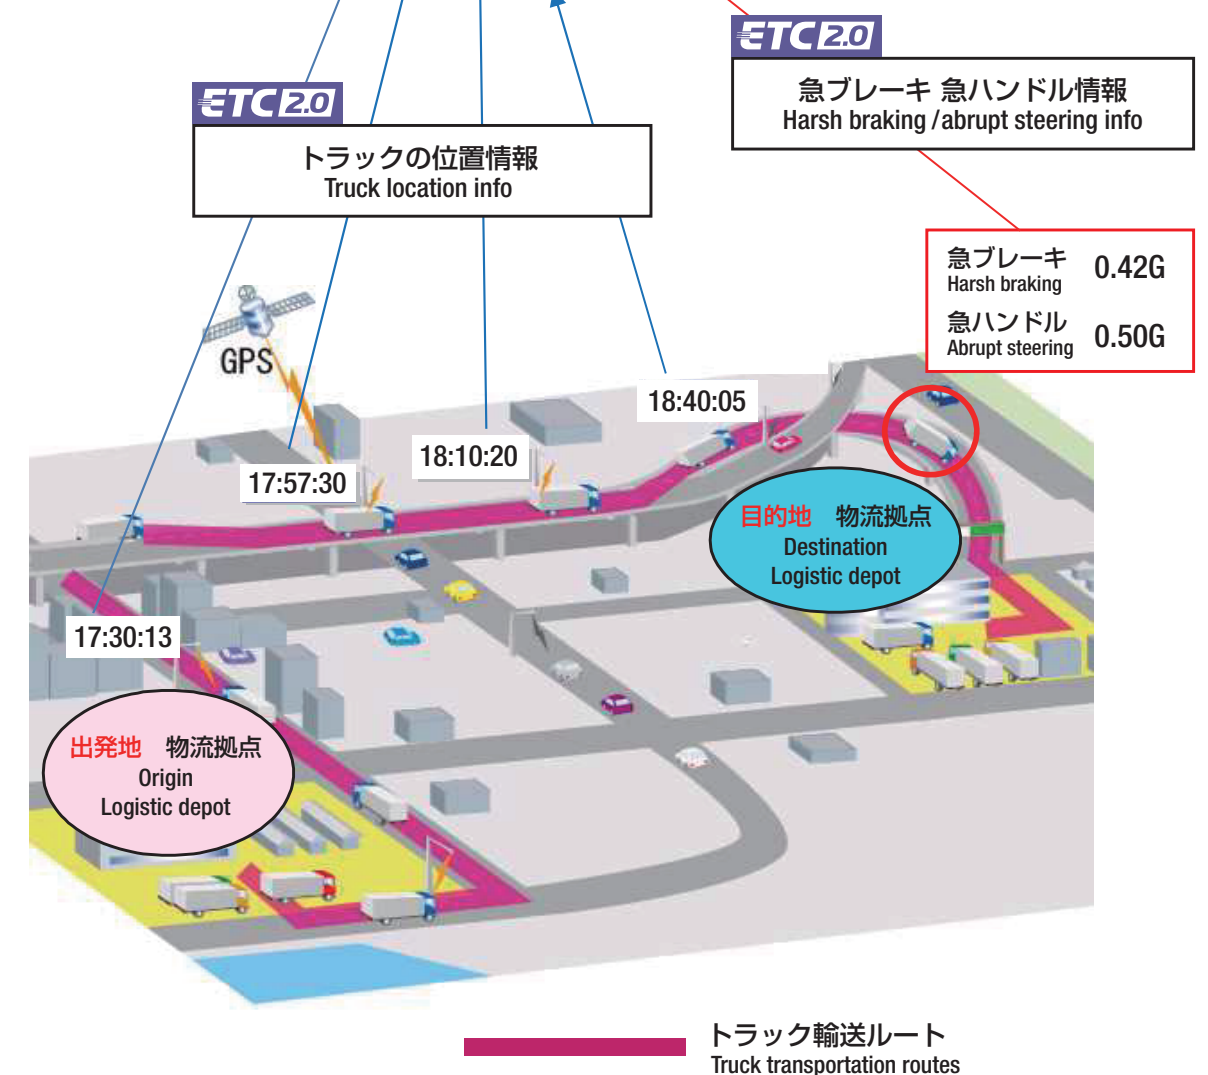 ETC 2.0
急ブレーキ 急ハンドル情報
Harsh braking / abrupt steering info
ETC 2.0
トラックの位置情報
Truck location info
急ブレーキ 0.42G
Harsh braking
急ハンドル 0.50G
Abrupt steering
GPS
18:40:05
18:10:20
17:57:30
目的地 物流拠点
Destination
Logistic depot
17:30:13
出発地 物流拠点
Origin
Logistic depot
トラック輸送ルート
Truck transportation routes